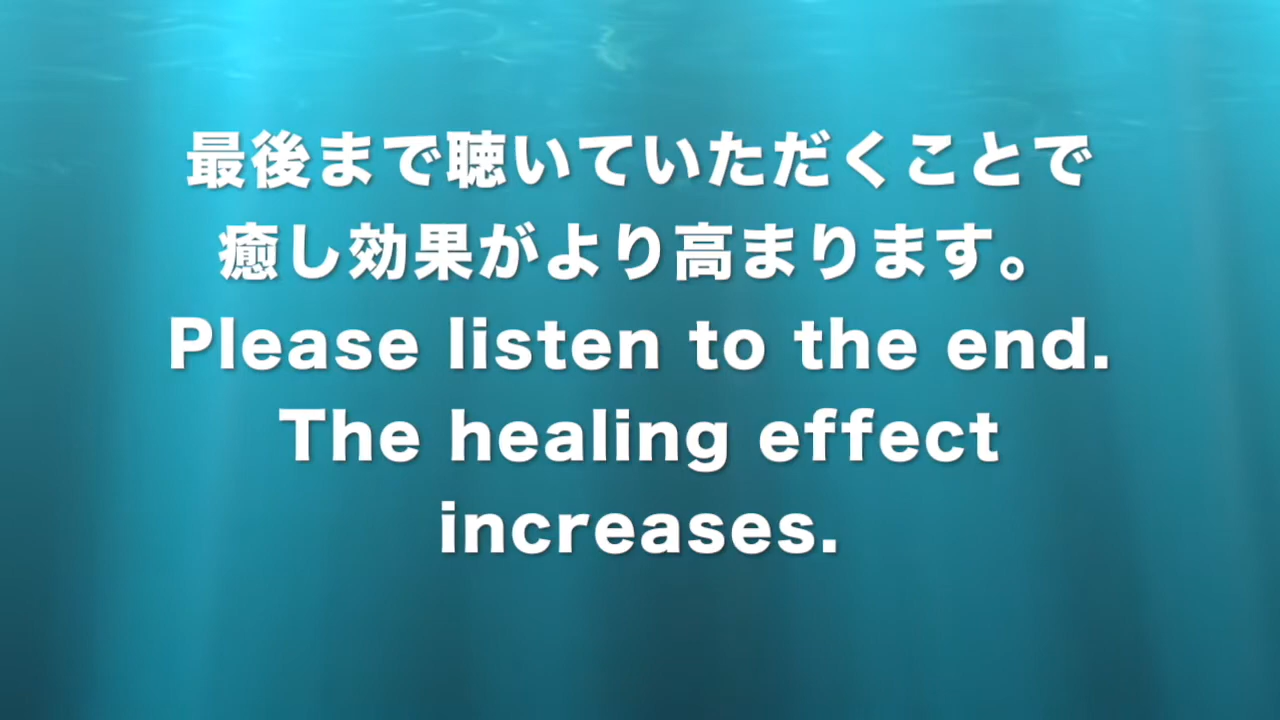 最後まで聴いていただくことで
癒し効果がより高まります。
Please listen to the end.
The healing effect
increases.